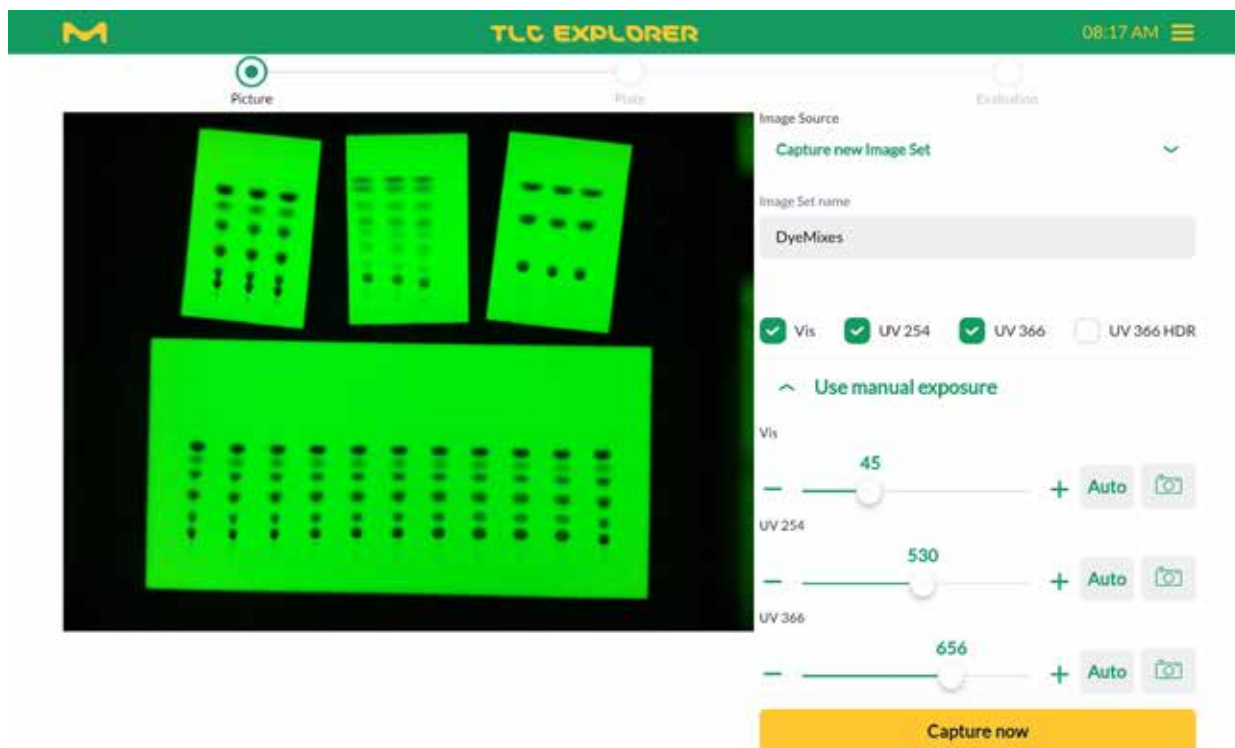 TLC EXPLORER
08:17 AM
Picture
Plate
Evaluation
Image Source
Capture new Image Set
Image Set name
DyeMixes
Vis
UV 254
UV 366
UV 366 HDR
Use manual exposure
Vis
45
Auto
UV 254
530
Auto
UV 366
656
Auto
Capture now